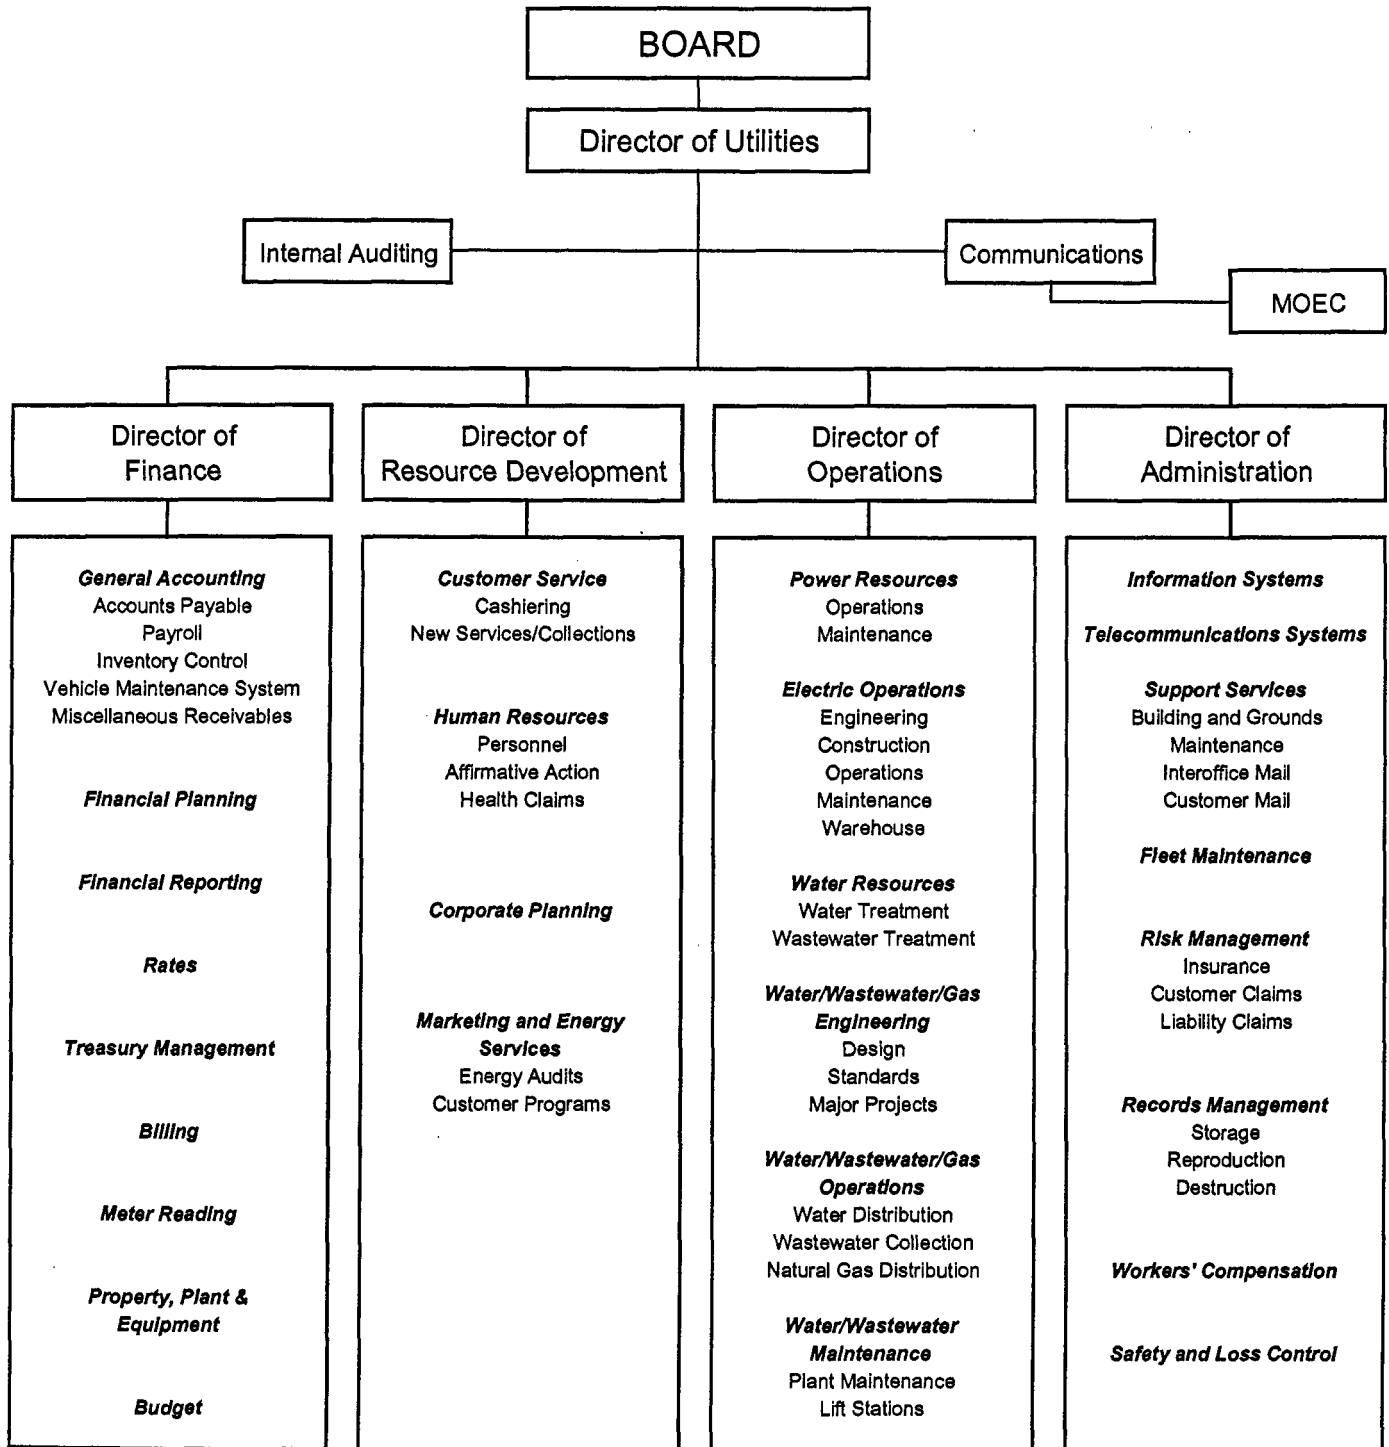 BOARD
Director of Utilities
Internal Auditing
Communications
MOEC
Director of
Finance
Director of
Resource Development
Director of
Operations
Director of
Administration
General Accounting
Accounts Payable
Payroll
Inventory Control
Vehicle Maintenance System
Miscellaneous Receivables
Financial Planning
Financial Reporting
Rates
Treasury Management
Billing
Meter Reading
Property, Plant &
Equipment
Budget
Customer Service
Cashiering
New Services/Collections
Human Resources
Personnel
Affirmative Action
Health Claims
Corporate Planning
Marketing and Energy
Services
Energy Audits
Customer Programs
Power Resources
Operations
Maintenance
Electric Operations
Engineering
Construction
Operations
Maintenance
Warehouse
Water Resources
Water Treatment
Wastewater Treatment
Water/Wastewater/Gas
Engineering
Design
Standards
Major Projects
Water/Wastewater/Gas
Operations
Water Distribution
Wastewater Collection
Natural Gas Distribution
Water/Wastewater
Maintenance
Plant Maintenance
Lift Stations
Information Systems
Telecommunications Systems
Support Services
Building and Grounds
Maintenance
Interoffice Mail
Customer Mail
Fleet Maintenance
Risk Management
Insurance
Customer Claims
Liability Claims
Records Management
Storage
Reproduction
Destruction
Workers' Compensation
Safety and Loss Control